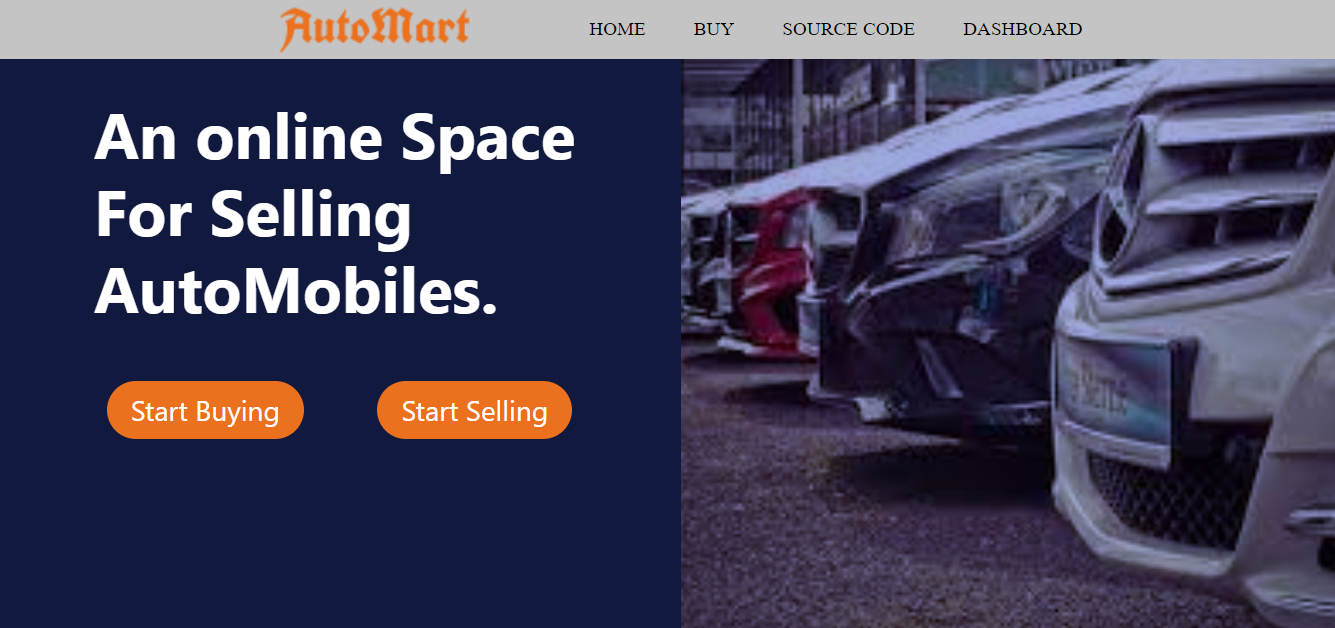 AutoMart
HOME BUY SOURCE CODE DASHBOARD
An online Space
For Selling
AutoMobiles.
Start Buying
Start Selling